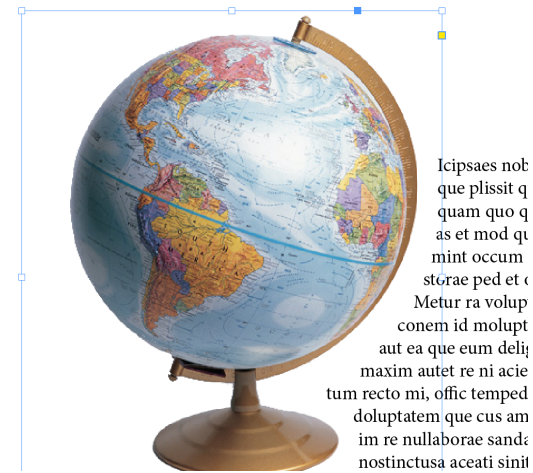 Icipsaes nob
que plissit q
quam quo q
as et mod qu
mint occum
storae ped et
Metur ra volup
conem id molupt
aut ea que eum delig
maxim autet re ni acie
tum recto mi, offic temped
doluptatem que cus am
im re nullaborae sanda
nostinctusa aceati sinit
SOUTH